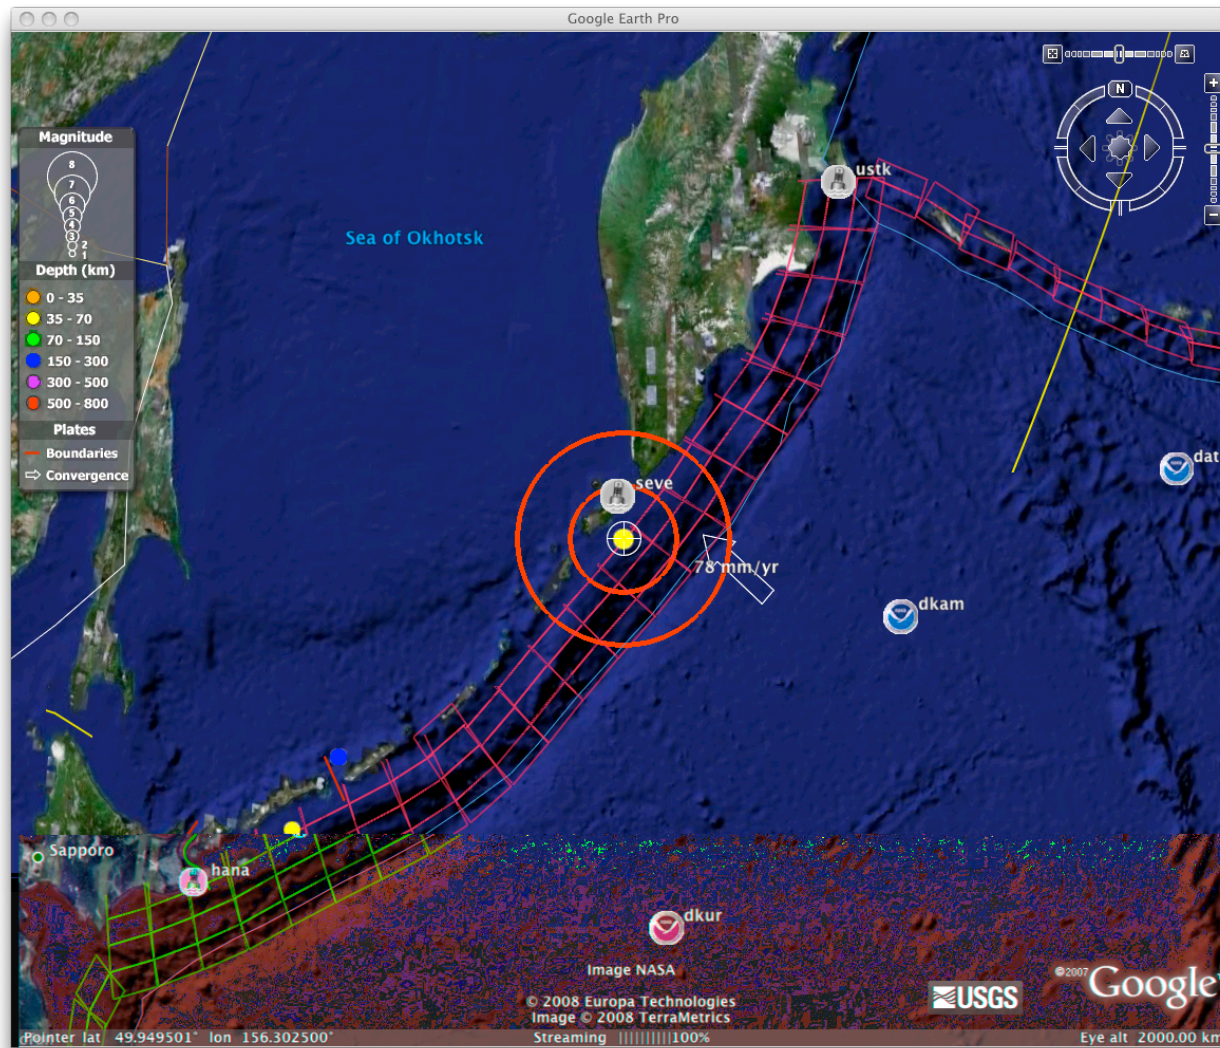 Google Earth Pro
N
Magnitude
8
7
6
5
4
3
2
1
Depth (km)
0 - 35
35 - 70
70 - 150
150 - 300
300 - 500
500 - 800
Plates
Boundaries
Convergence
ustk
Sea of Okhotsk
dat
seve
78 mm/yr
dkam
Sapporo
hana
dkur
Image NASA
© 2008 Europa Technologies
Image © 2008 TerraMetrics
USGS
©2007 Google
Pointer lat 49.949501° lon 156.302500°
Streaming ||||||||||100%
Eye alt 2000.00 km